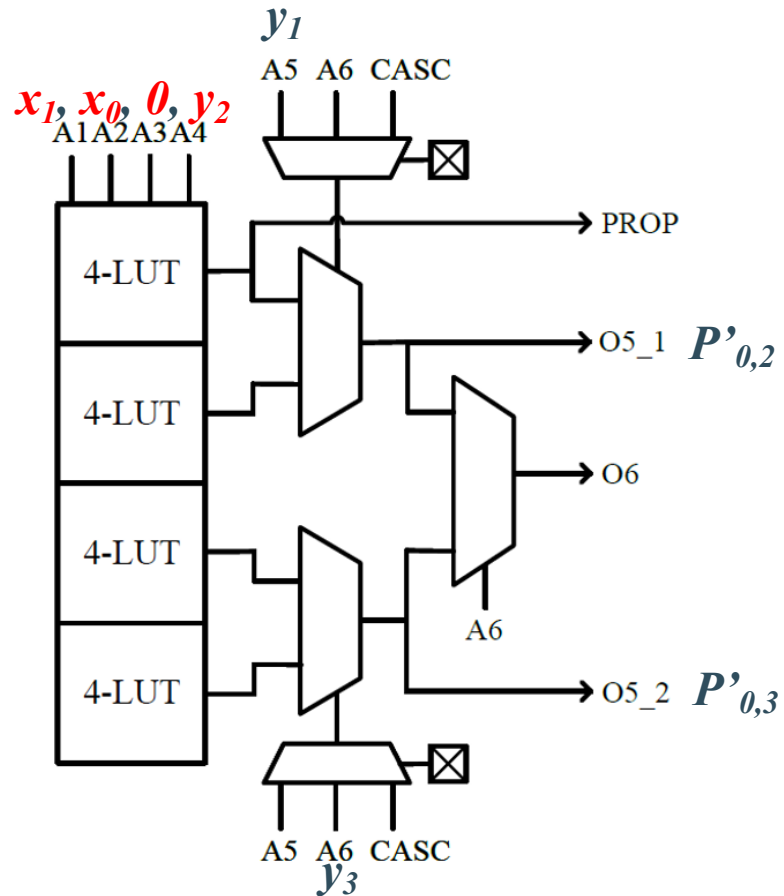 y1
A5 A6 CASC
x1, x0, 0, y2
A1 A2 A3 A4
4-LUT
PROP
4-LUT
O5_1 P’0,2
4-LUT
O6
4-LUT
A6
O5_2 P’0,3
A5 A6 CASC
y3